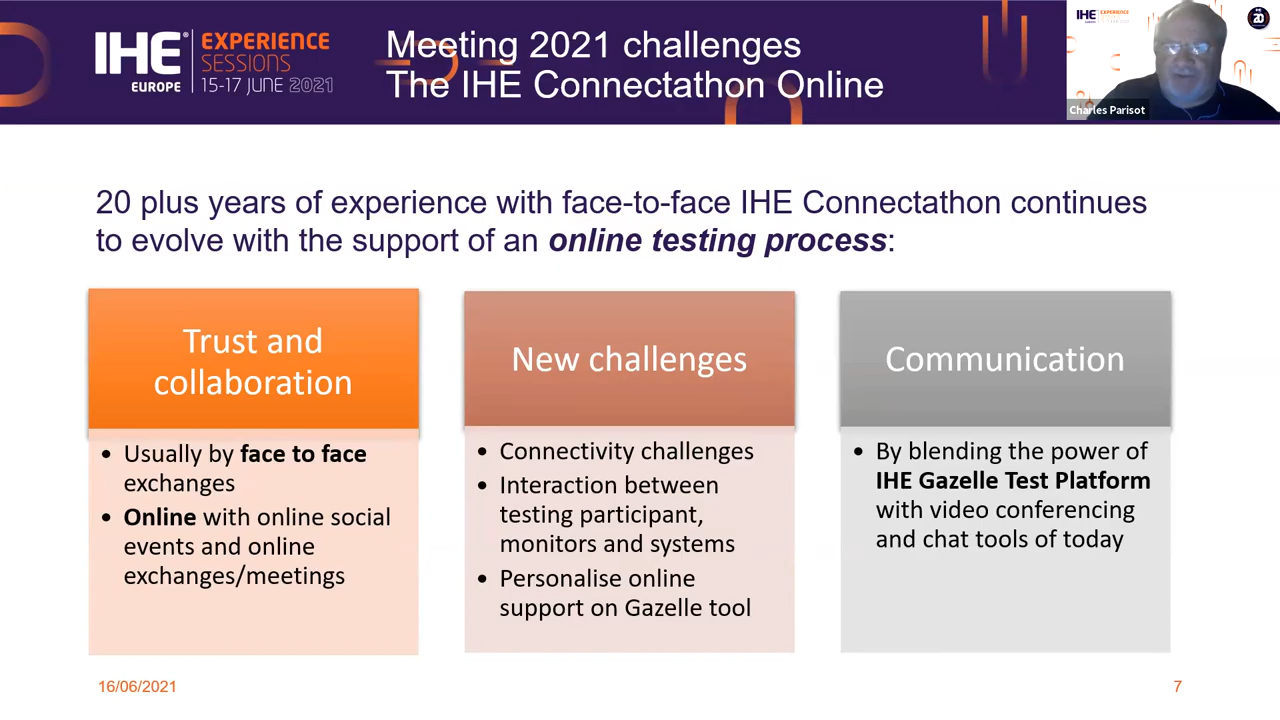 IHE
EUROPE
EXPERIENCE
SESSIONS
15-17 JUNE 2021
Meeting 2021 challenges
The IHE Connectathon Online
IHE EXPERIENCE
20
Charles Parisot
20 plus years of experience with face-to-face IHE Connectathon continues
to evolve with the support of an online testing process:
Trust and
collaboration
• Usually by face to face
exchanges
• Online with online social
events and online
exchanges/meetings
New challenges
• Connectivity challenges
• Interaction between
testing participant,
monitors and systems
• Personalise online
support on Gazelle tool
Communication
• By blending the power of
IHE Gazelle Test Platform
with video conferencing
and chat tools of today
16/06/2021
7